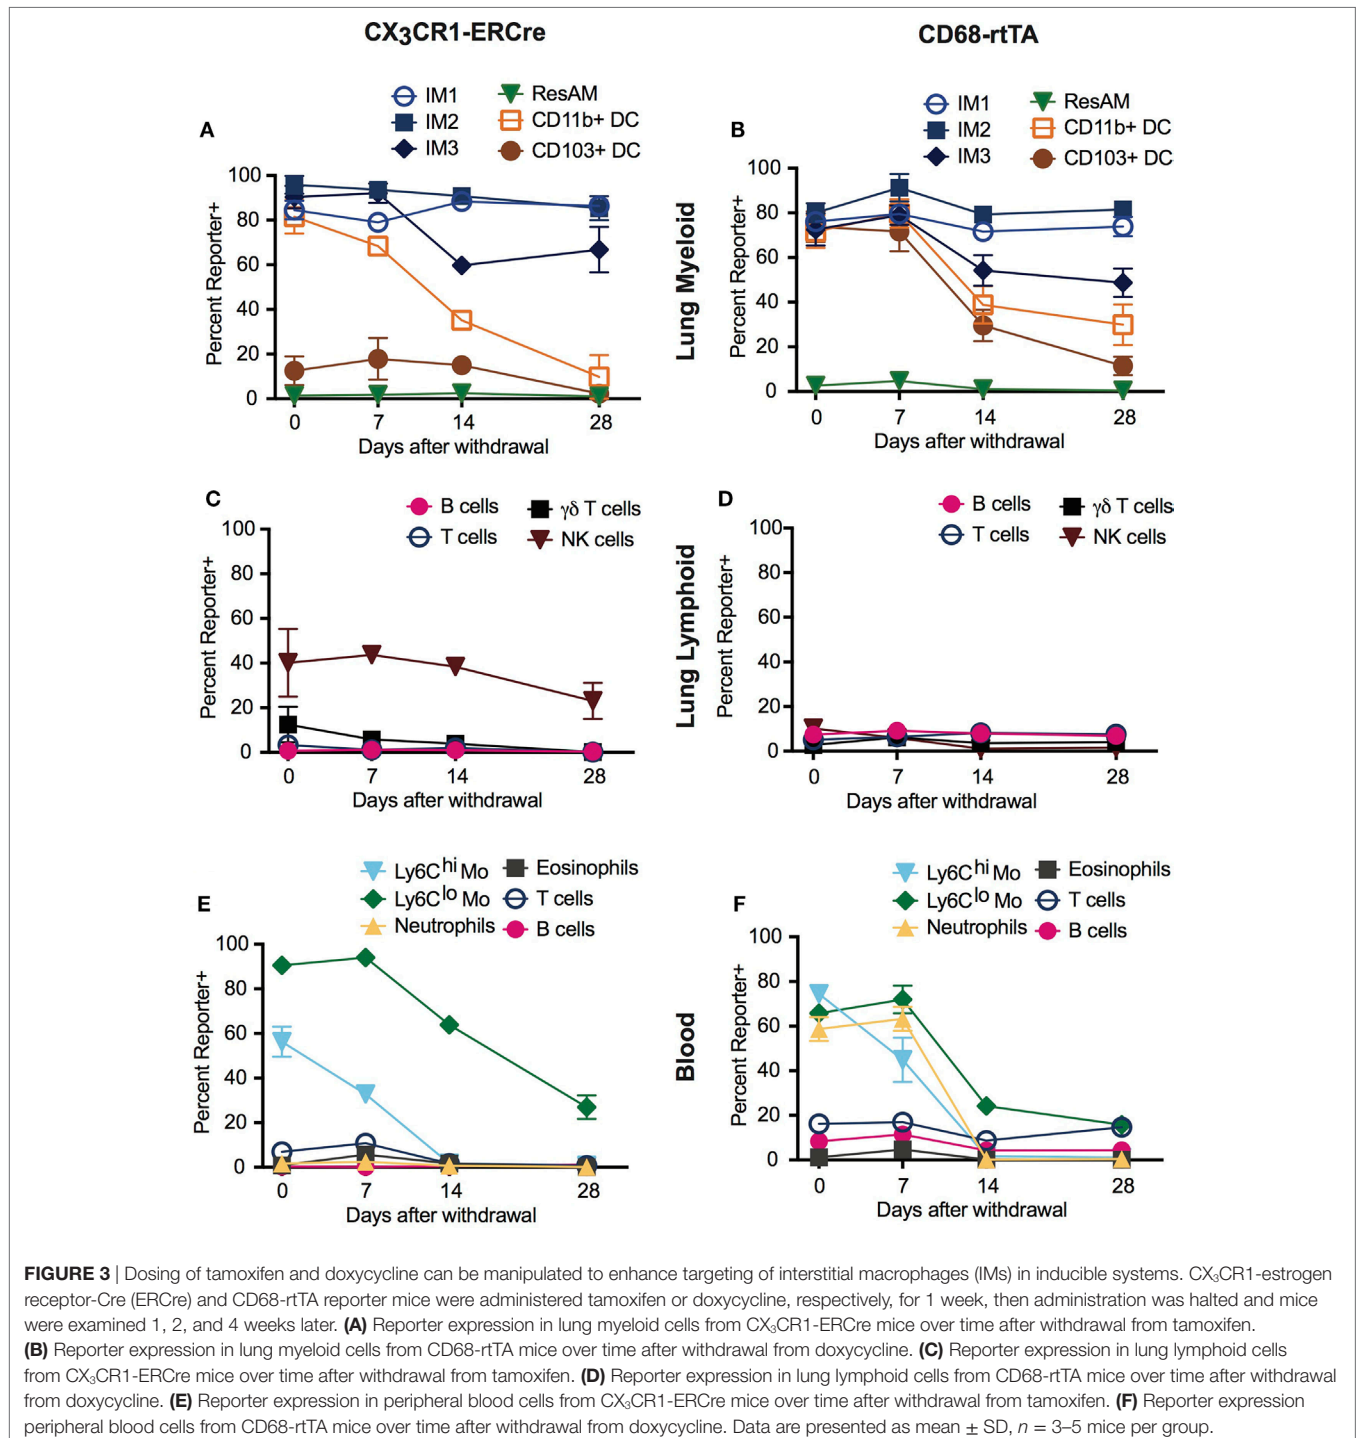 CX3CR1-ERCre
CD68-rtTA
A
IM1
IM2
IM3
ResAM
CD11b+ DC
CD103+ DC
Percent Reporter+
100
80
60
40
20
0
0 7 14 28
Days after withdrawal
Lung Myeloid
B
IM1
IM2
IM3
ResAM
CD11b+ DC
CD103+ DC
Percent Reporter+
100
80
60
40
20
0
0 7 14 28
Days after withdrawal
C
B cells
T cells
γδ T cells
NK cells
Percent Reporter+
100
80
60
40
20
0
0 7 14 28
Days after withdrawal
Lung Lymphoid
D
B cells
T cells
γδ T cells
NK cells
Percent Reporter+
100
80
60
40
20
0
0 7 14 28
Days after withdrawal
E
Ly6Chi Mo
Ly6Clo Mo
Neutrophils
Eosinophils
T cells
B cells
Percent Reporter+
100
80
60
40
20
0
0 7 14 28
Days after withdrawal
Blood
F
Ly6Chi Mo
Ly6Clo Mo
Neutrophils
Eosinophils
T cells
B cells
Percent Reporter+
100
80
60
40
20
0
0 7 14 28
Days after withdrawal
FIGURE 3 | Dosing of tamoxifen and doxycycline can be manipulated to enhance targeting of interstitial macrophages (IMs) in inducible systems. CX₃CR1-estrogen
receptor-Cre (ERCre) and CD68-rtTA reporter mice were administered tamoxifen or doxycycline, respectively, for 1 week, then administration was halted and mice
were examined 1, 2, and 4 weeks later. (A) Reporter expression in lung myeloid cells from CX₃CR1-ERCre mice over time after withdrawal from tamoxifen.
(B) Reporter expression in lung myeloid cells from CD68-rtTA mice over time after withdrawal from doxycycline. (C) Reporter expression in lung lymphoid cells
from CX₃CR1-ERCre mice over time after withdrawal from tamoxifen. (D) Reporter expression in lung lymphoid cells from CD68-rtTA mice over time after withdrawal
from doxycycline. (E) Reporter expression in peripheral blood cells from CX₃CR1-ERCre mice over time after withdrawal from tamoxifen. (F) Reporter expression
peripheral blood cells from CD68-rtTA mice over time after withdrawal from doxycycline. Data are presented as mean ± SD, n = 3–5 mice per group.